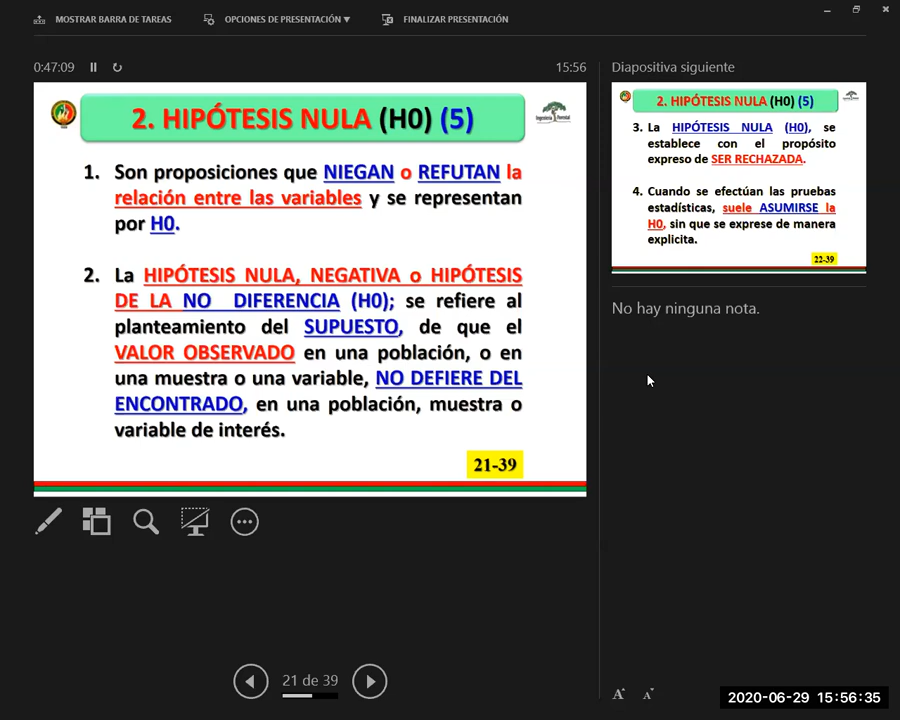 MOSTRAR BARRA DE TAREAS
OPCIONES DE PRESENTACIÓN ▼
FINALIZAR PRESENTACIÓN
0:47:09
15:56
2. HIPÓTESIS NULA (H0) (5)
1. Son proposiciones que NIEGAN o REFUTAN la
relación entre las variables y se representan
por H0.
2. La HIPÓTESIS NULA, NEGATIVA o HIPÓTESIS
DE LA NO DIFERENCIA (H0); se refiere al
planteamiento del SUPUESTO, de que el
VALOR OBSERVADO en una población, o en
una muestra o una variable, NO DEFIERE DEL
ENCONTRADO, en una población, muestra o
variable de interés.
21-39
Diapositiva siguiente
2. HIPÓTESIS NULA (H0) (5)
3. La HIPÓTESIS NULA (H0), se
establece con el propósito
expreso de SER RECHAZADA.
4. Cuando se efectúan las pruebas
estadísticas, suele ASUMIRSE la
H0, sin que se exprese de manera
explicita.
22-39
No hay ninguna nota.
21 de 39
A A
2020-06-29 15:56:35